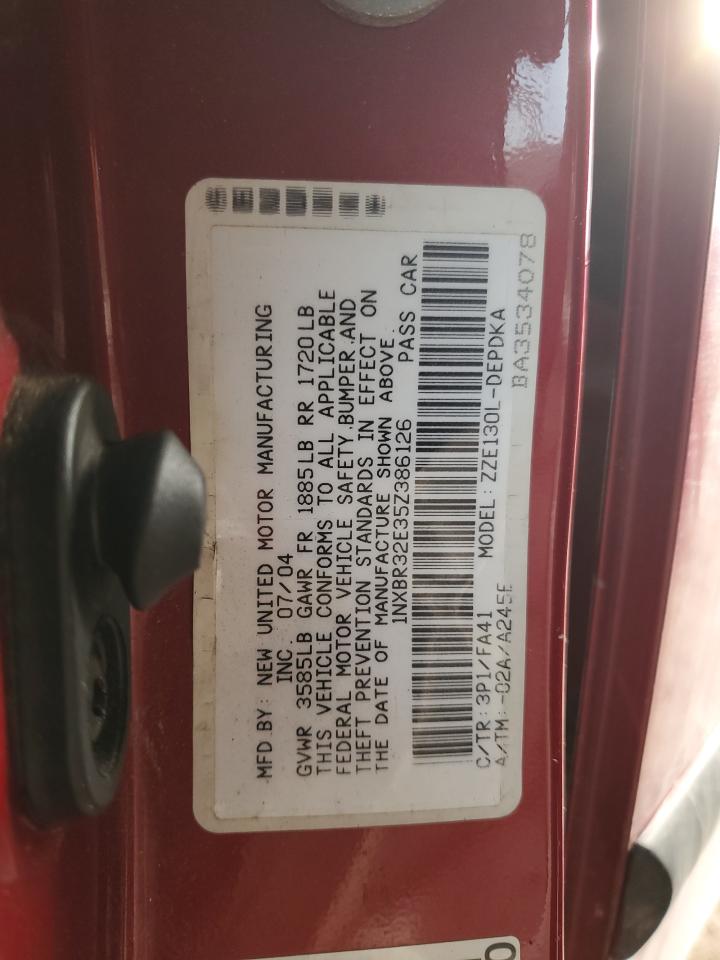 MFD.BY: NEW UNITED MOTOR MANUFACTURING
INC. 07/04
GVWR 3585LB GAWR FR 1885LB RR 1720LB
THIS VEHICLE CONFORMS TO ALL APPLICABLE
FEDERAL MOTOR VEHICLE SAFETY.BUMPER.AND
THEFT PREVENTION STANDARDS IN EFFECT ON
THE DATE OF MANUFACTURE SHOWN ABOVE.
1NXBR32E35Z386126 PASS CAR
C/TR:3P1/FA41 MODEL:ZZE130L-DEPDKA
A/TM:-02A/A245E
BA3534078